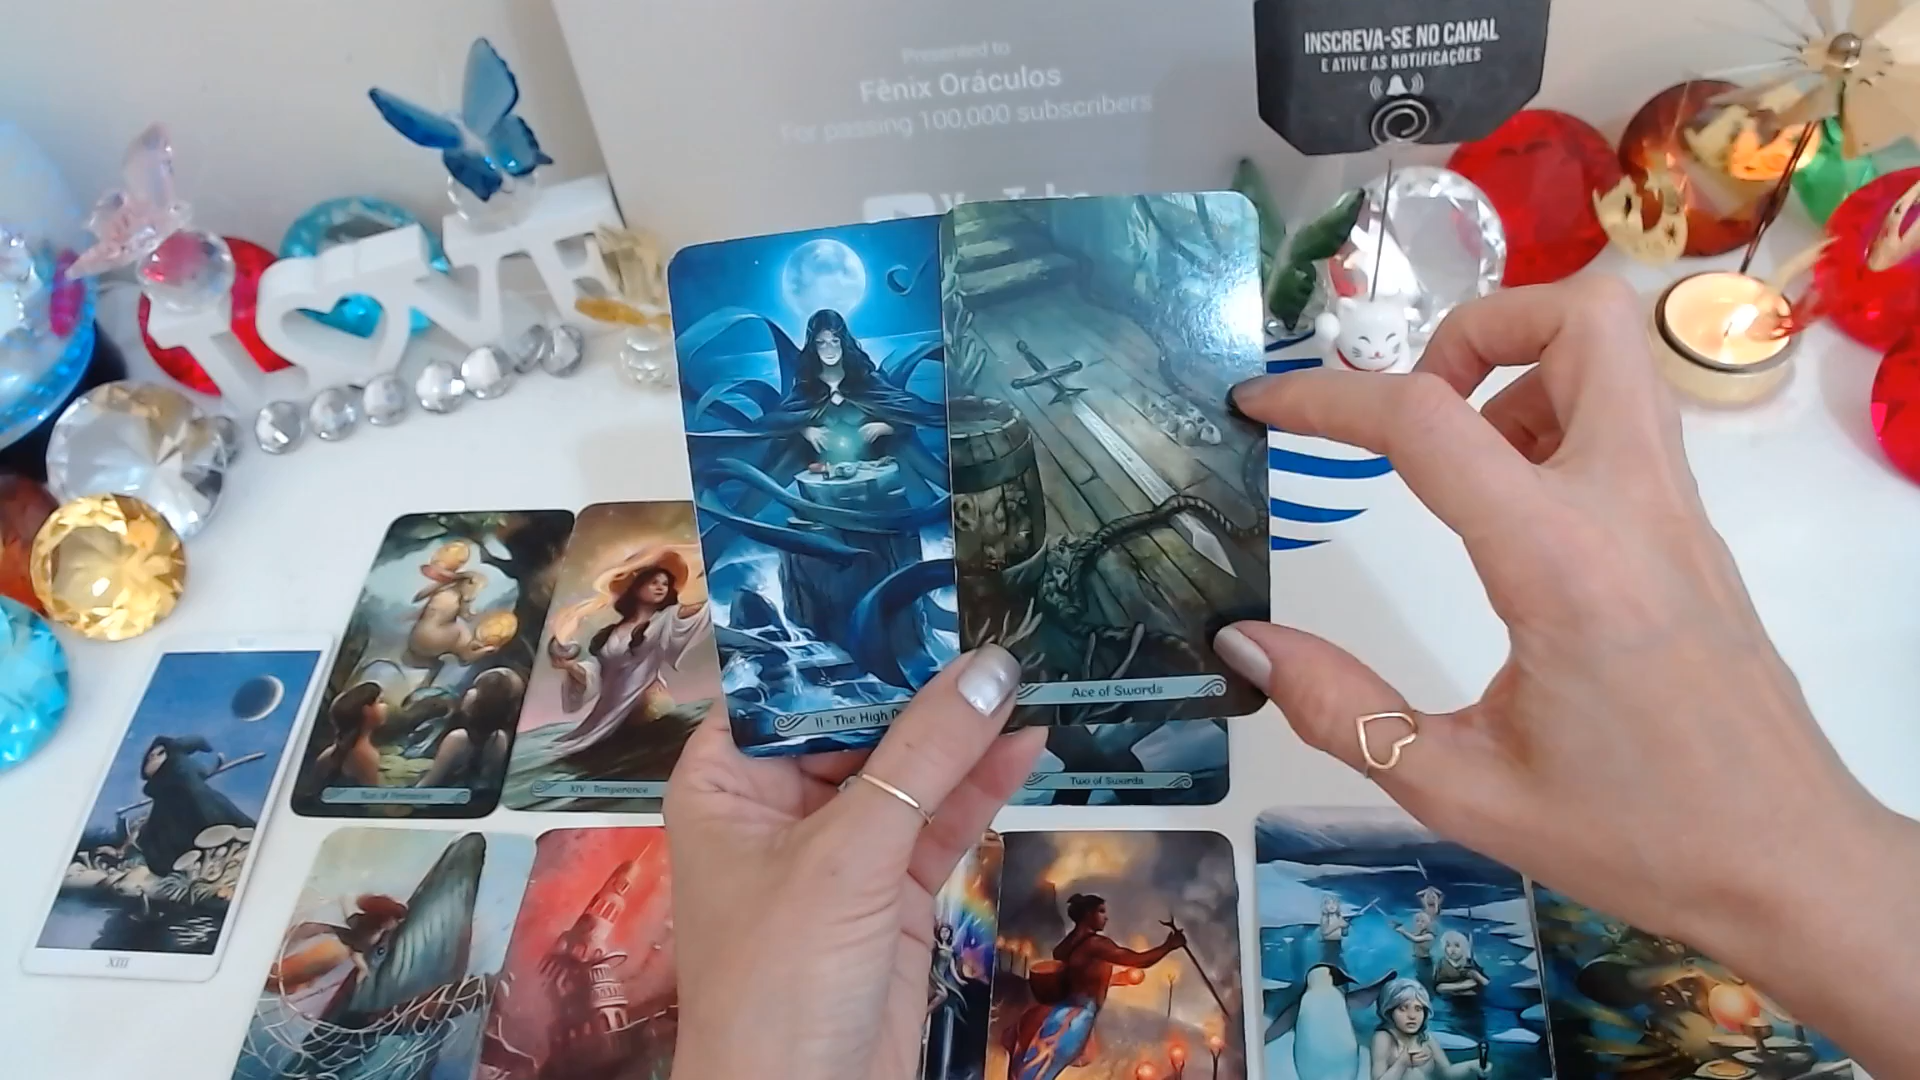 Presented to
Fênix Oráculos
For passing 100,000 subscribers
YouTube
INSCREVA-SE NO CANAL
E ATIVE AS NOTIFICAÇÕES
LOVE
II - The High
Ace of Swords
Two of Swords
XIV - Temperance
XIII